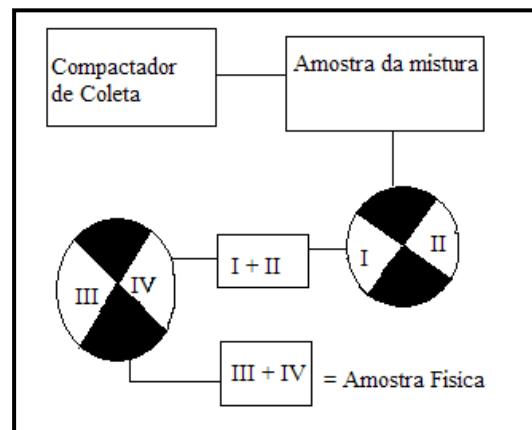 Compactador
de Coleta
Amostra da mistura
I
II
I + II
III
IV
III + IV
= Amostra Fisica